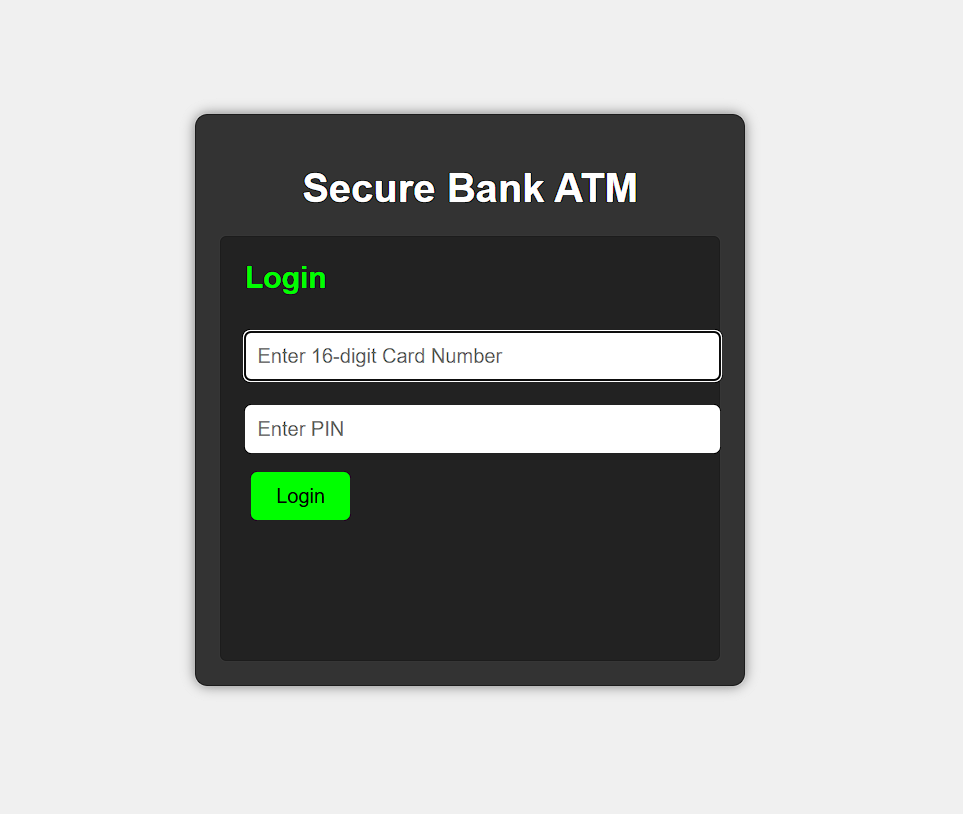 Secure Bank ATM
Login
Enter 16-digit Card Number
Enter PIN
Login